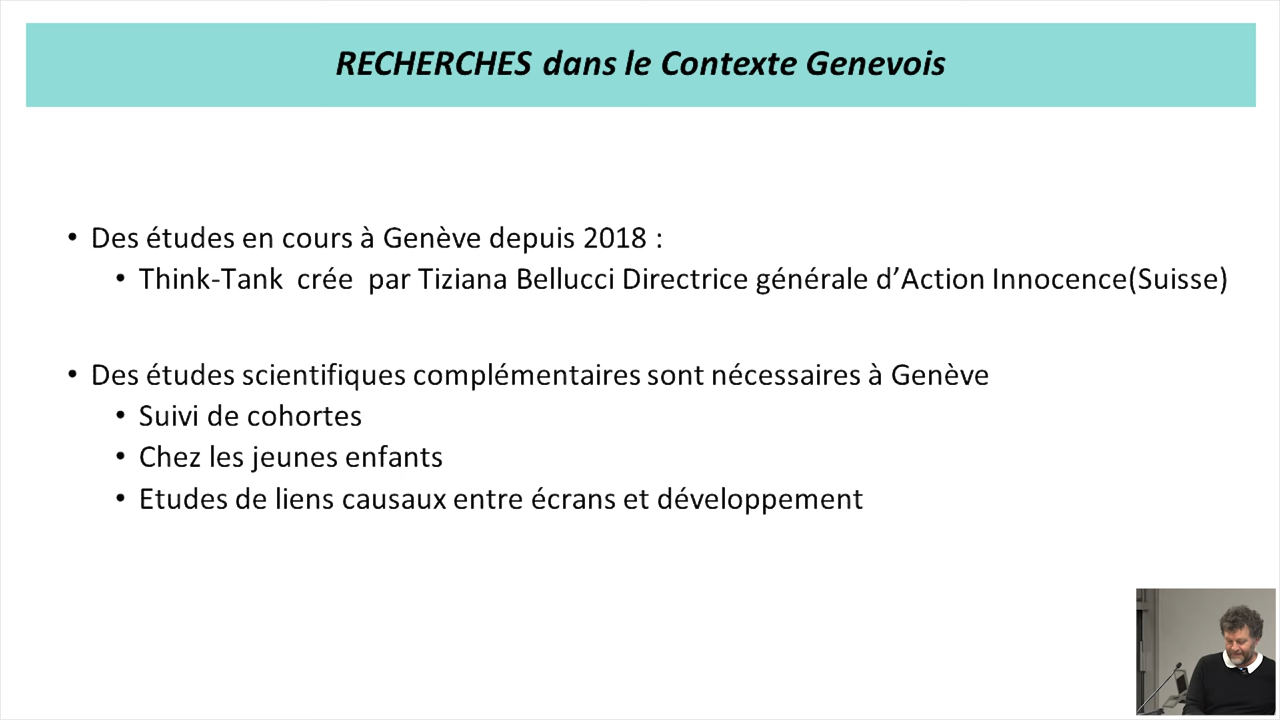 RECHERCHES dans le Contexte Genevois
• Des études en cours à Genève depuis 2018 :
• Think-Tank crée par Tiziana Bellucci Directrice générale d’Action Innocence(Suisse)
• Des études scientifiques complémentaires sont nécessaires à Genève
• Suivi de cohortes
• Chez les jeunes enfants
• Etudes de liens causaux entre écrans et développement